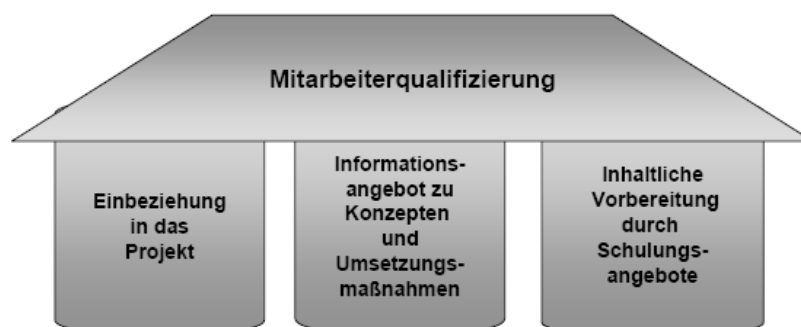 Mitarbeiterqualifizierung
Einbeziehung
in das
Projekt
Informations-
angebot zu
Konzepten
und
Umsetzungs-
maßnahmen
Inhaltliche
Vorbereitung
durch
Schulungs-
angebote